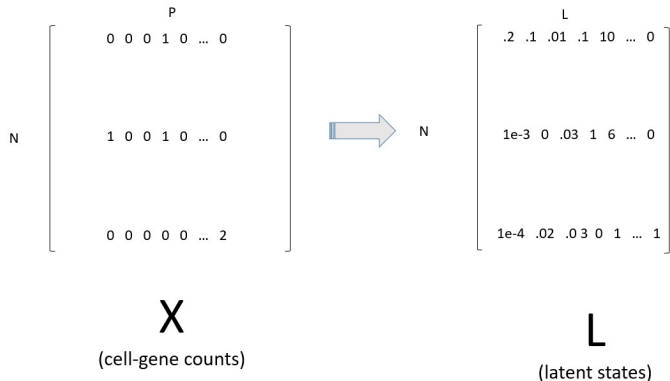 P
L
0 0 0 1 0 ... 0
.2 .1 .01 .1 10 ... 0
N
1 0 0 1 0 ... 0
N
1e-3 0 .03 1 6 ... 0
0 0 0 0 0 ... 2
1e-4 .02 .03 0 1 ... 1
X
(cell-gene counts)
L
(latent states)